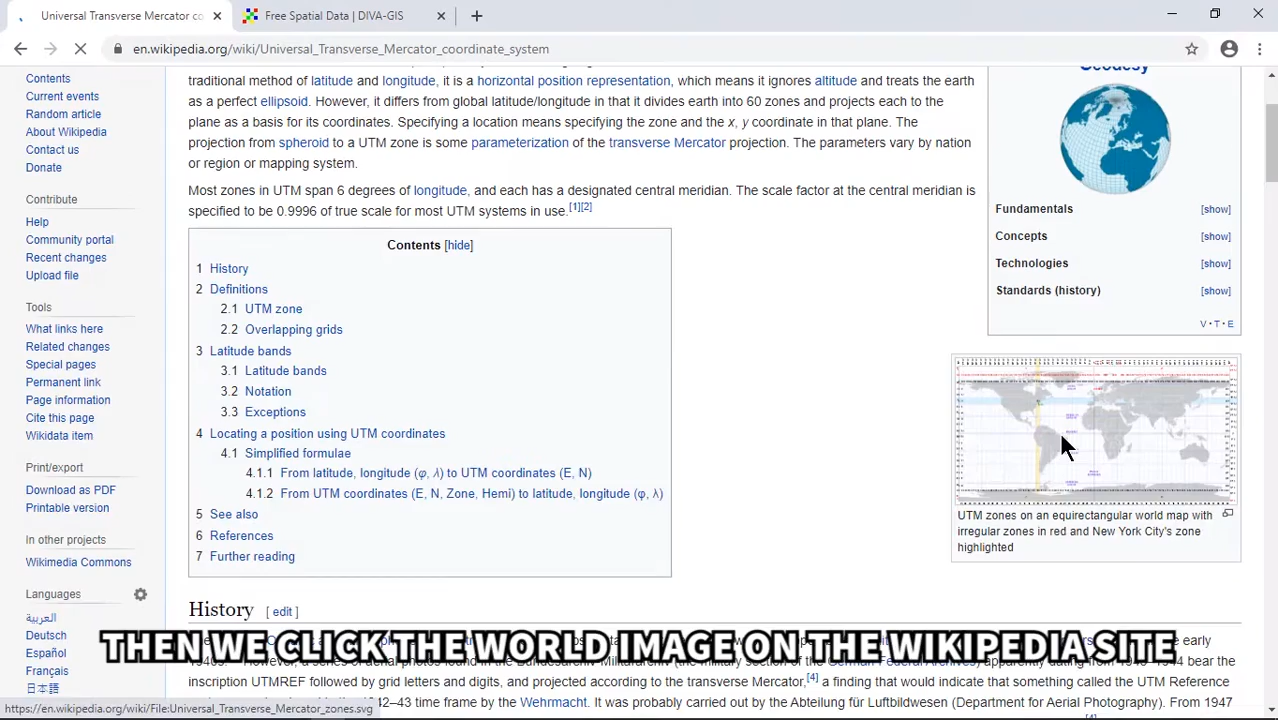 Universal Transverse Mercator co
Free Spatial Data | DIVA-GIS
en.wikipedia.org/wiki/Universal_Transverse_Mercator_coordinate_system
Contents
Current events
Random article
About Wikipedia
Contact us
Donate
Contribute
Help
Community portal
Recent changes
Upload file
Tools
What links here
Related changes
Special pages
Permanent link
Page information
Cite this page
Wikidata item
Print/export
Download as PDF
Printable version
In other projects
Wikimedia Commons
Languages
العربية
Deutsch
Español
Français
日本語
traditional method of latitude and longitude, it is a horizontal position representation, which means it ignores altitude and treats the earth
as a perfect ellipsoid. However, it differs from global latitude/longitude in that it divides earth into 60 zones and projects each to the
plane as a basis for its coordinates. Specifying a location means specifying the zone and the x, y coordinate in that plane. The
projection from spheroid to a UTM zone is some parameterization of the transverse Mercator projection. The parameters vary by nation
or region or mapping system.
Most zones in UTM span 6 degrees of longitude, and each has a designated central meridian. The scale factor at the central meridian is
specified to be 0.9996 of true scale for most UTM systems in use.[1][2]
Contents [hide]
1 History
2 Definitions
2.1 UTM zone
2.2 Overlapping grids
3 Latitude bands
3.1 Latitude bands
3.2 Notation
3.3 Exceptions
4 Locating a position using UTM coordinates
4.1 Simplified formulae
4.1.1 From latitude, longitude (φ, λ) to UTM coordinates (E, N)
4.1.2 From UTM coordinates (E, N, Zone, Hemi) to latitude, longitude (φ, λ)
5 See also
6 References
7 Further reading
Geodesy
Fundamentals [show]
Concepts [show]
Technologies [show]
Standards (history) [show]
V • T • E
UTM zones on an equirectangular world map with
irregular zones in red and New York City's zone
highlighted
History [ edit ]
early
THEN WE CLICK THE WORLD IMAGE ON THE WIKIPEDIA SITE
bear the
inscription UTMREF followed by grid letters and digits, and projected according to the transverse Mercator,[4] a finding that would indicate that something called the UTM Reference
42–43 time frame by the Wehrmacht. It was probably carried out by the Abteilung für Luftbildwesen (Department for Aerial Photography). From 1947
https://en.wikipedia.org/wiki/File:Universal_Transverse_Mercator_zones.svg